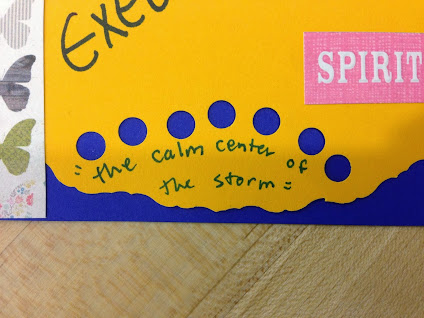 Exe
SPIRIT
= the calm center of
the storm =